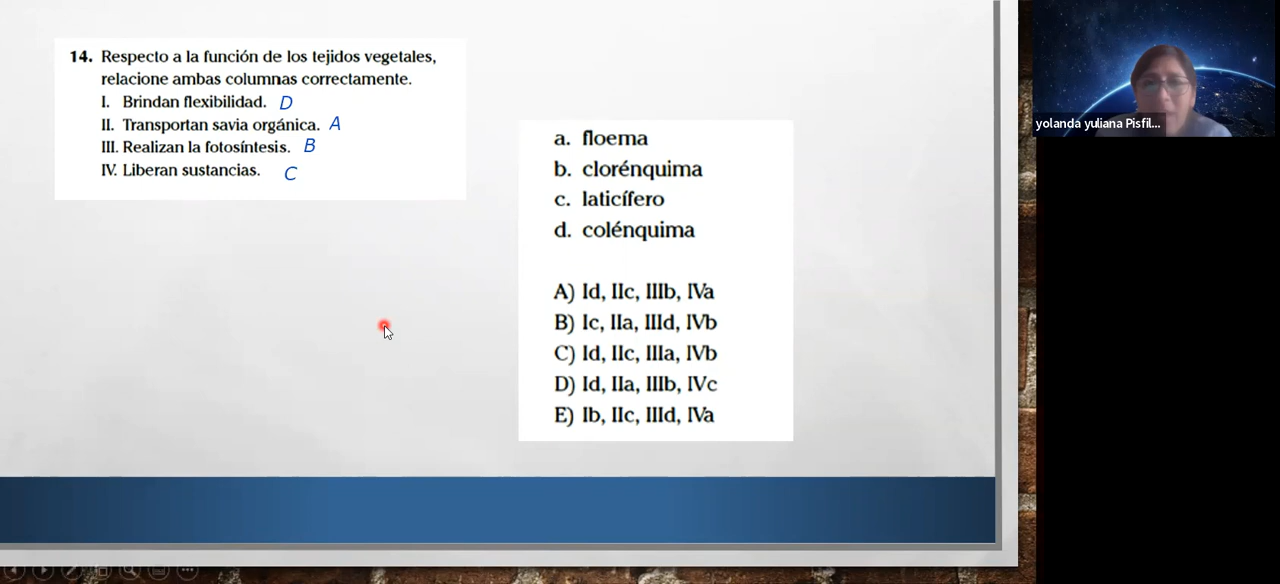 14. Respecto a la función de los tejidos vegetales,
relacione ambas columnas correctamente.
I. Brindan flexibilidad. D
II. Transportan savia orgánica. A
III. Realizan la fotosíntesis. B
IV. Liberan sustancias. C
a. floema
b. clorénquima
c. laticífero
d. colénquima
A) Id, IIc, IIIb, IVa
B) Ic, IIa, IIId, IVb
C) Id, IIc, IIIa, IVb
D) Id, IIa, IIIb, IVc
E) Ib, IIc, IIId, IVa
yolanda yuliana Pisfil...